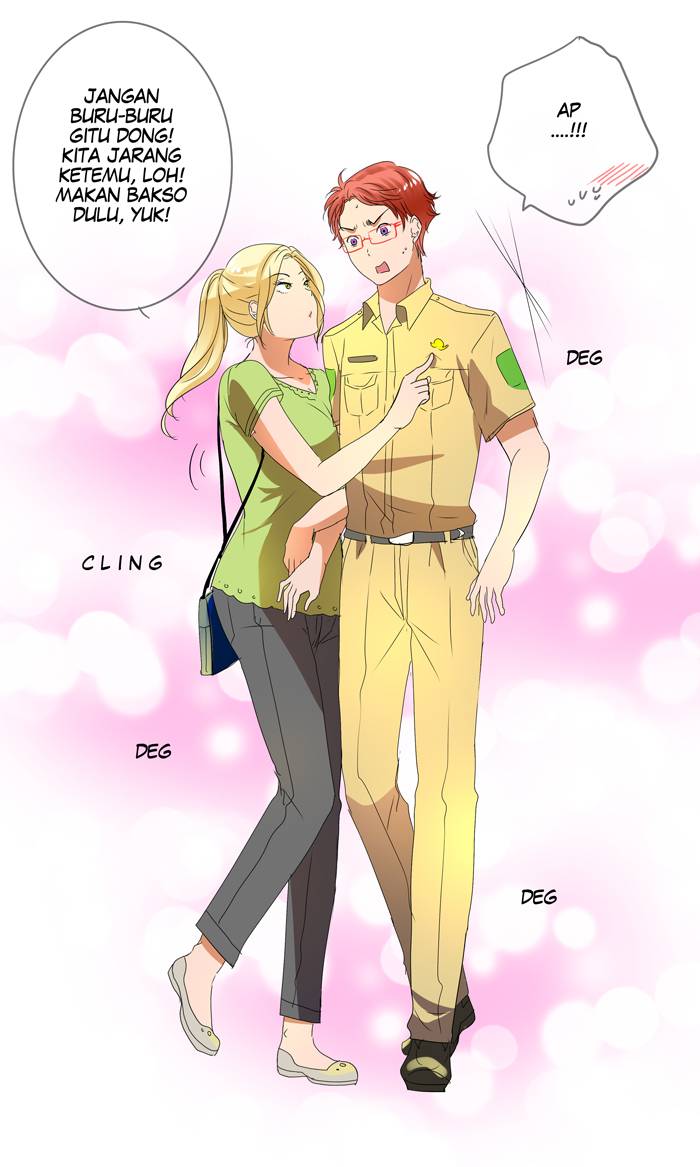 JANGAN
BURU-BURU
GITU DONG!
KITA JARANG
KETEMU, LOH!
MAKAN BAKSO
DULU, YUK!
AP
....!!!
DEG
CLING
DEG
DEG